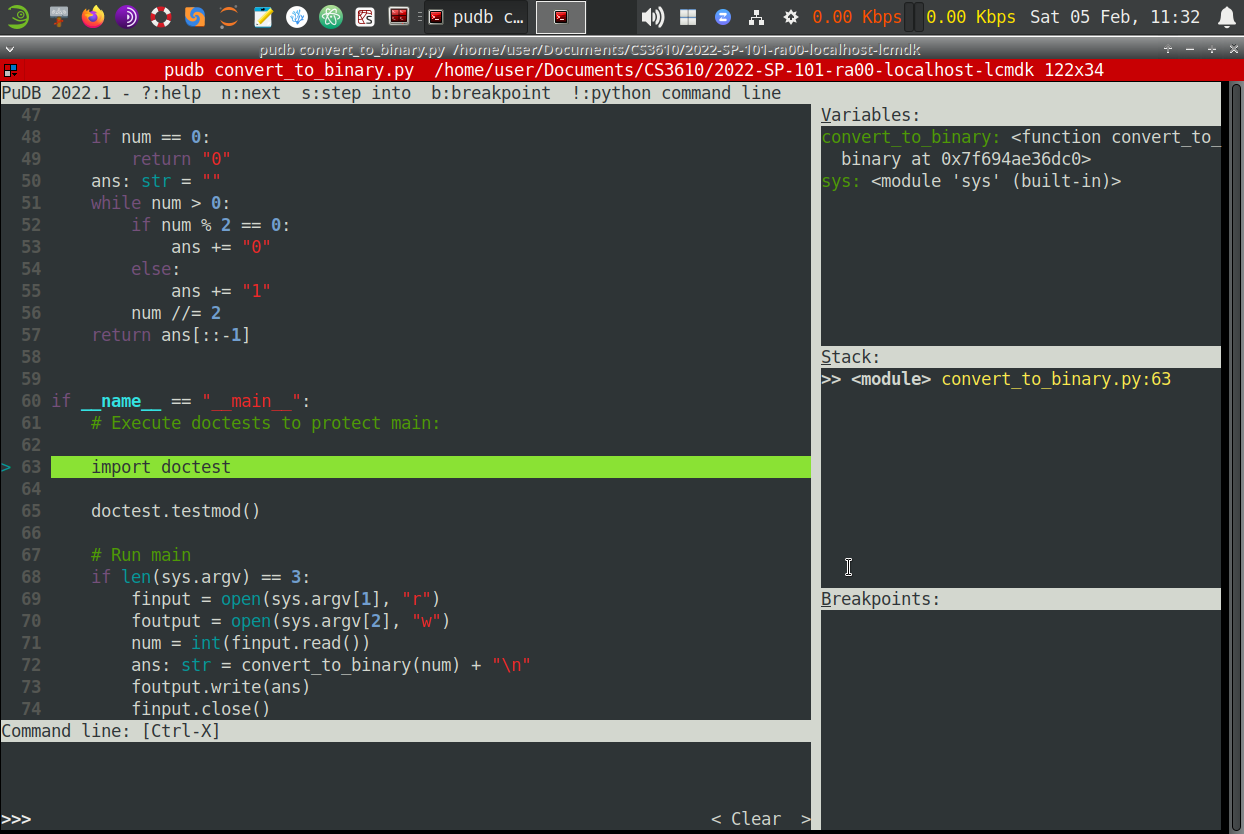 pudb c...
0.00 Kbps
0.00 Kbps
Sat 05 Feb, 11:32
pudb convert_to_binary.py /home/user/Documents/CS3610/2022-SP-101-ra00-localhost-lcmdk
pudb convert_to_binary.py  /home/user/Documents/CS3610/2022-SP-101-ra00-localhost-lcmdk 122x34
PuDB 2022.1 - ?:help  n:next  s:step into  b:breakpoint  !:python command line
47
48     if num == 0:
49         return "0"
50     ans: str = ""
51     while num > 0:
52         if num % 2 == 0:
53             ans += "0"
54         else:
55             ans += "1"
56         num //= 2
57     return ans[::-1]
58
59
60 if __name__ == "__main__":
61     # Execute doctests to protect main:
62
> 63     import doctest
64
65     doctest.testmod()
66
67     # Run main
68     if len(sys.argv) == 3:
69         finput = open(sys.argv[1], "r")
70         foutput = open(sys.argv[2], "w")
71         num = int(finput.read())
72         ans: str = convert_to_binary(num) + "\n"
73         foutput.write(ans)
74         finput.close()
Command line: [Ctrl-X]
>>>
< Clear  >
Variables:
convert_to_binary: <function convert_to_
binary at 0x7f694ae36dc0>
sys: <module 'sys' (built-in)>
Stack:
>> <module> convert_to_binary.py:63
Breakpoints: